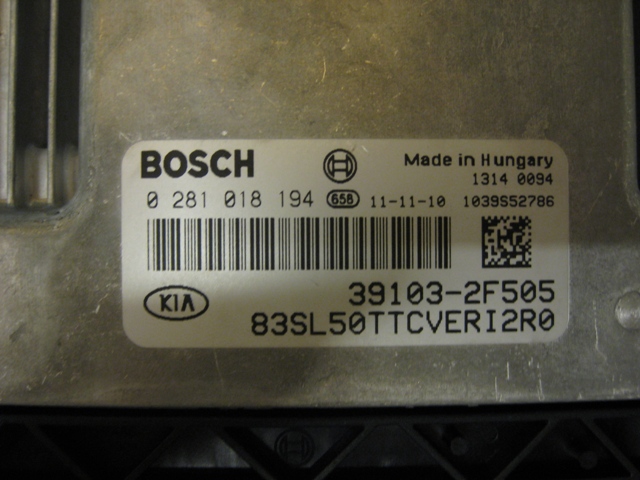 BOSCH Made in Hungary
1314 0094
0 281 018 194 658 11-11-10 1039S52786
39103-2F505
KIA
83SL50TTCVERI2R0